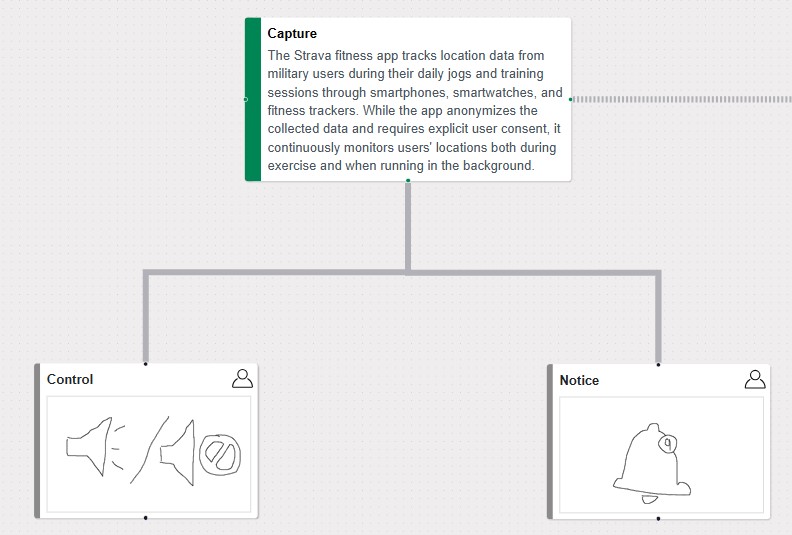 Capture
The Strava fitness app tracks location data from
military users during their daily jogs and training
sessions through smartphones, smartwatches, and
fitness trackers. While the app anonymizes the
collected data and requires explicit user consent, it
continuously monitors users' locations both during
exercise and when running in the background.
Control
Notice
9